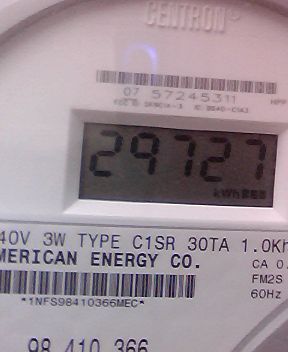 CENTRON®
07 57245311
29727
kWh
40V 3W TYPE C1SR 30TA 1.0Kh
MERICAN ENERGY CO.
CA 0.
FM2S
60Hz
*1NFS98410366MEC*
98 410 366